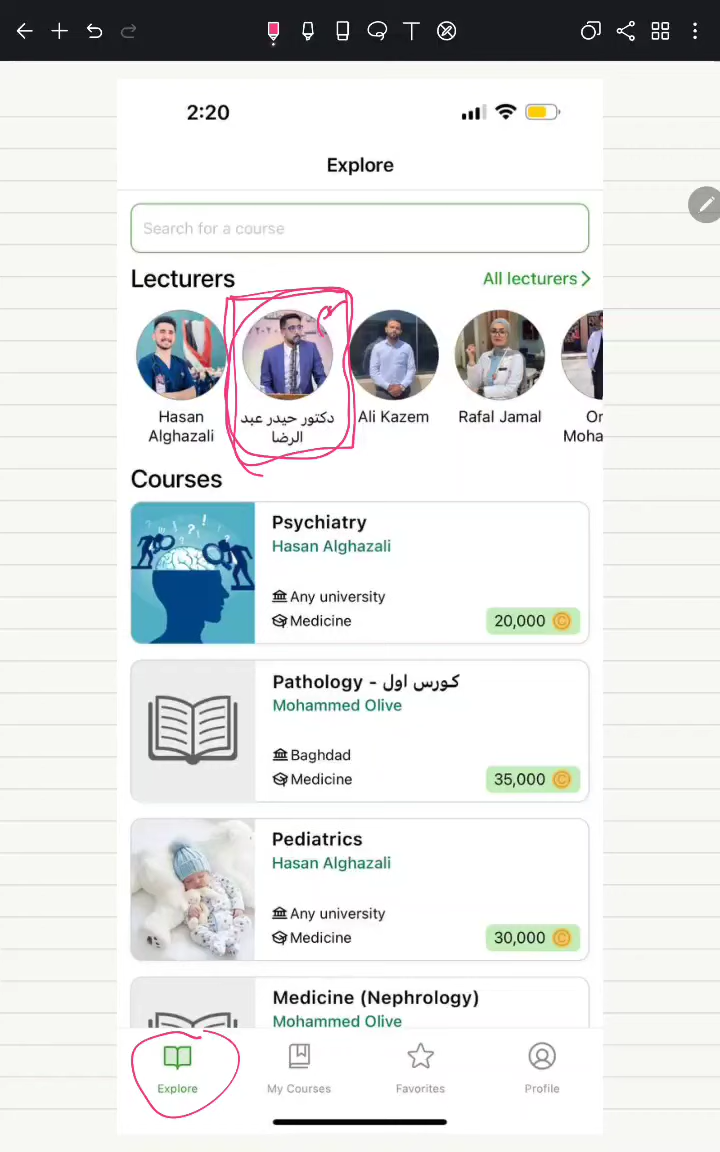 2:20
Explore
Search for a course
Lecturers
All lecturers
Hasan
Alghazali
دكتور حيدر عبد
الرضا
Ali Kazem
Rafal Jamal
Or
Moha
Courses
Psychiatry
Hasan Alghazali
Any university
Medicine
20,000
Pathology - كورس اول
Mohammed Olive
Baghdad
Medicine
35,000
Pediatrics
Hasan Alghazali
Any university
Medicine
30,000
Medicine (Nephrology)
Mohammed Olive
Explore
My Courses
Favorites
Profile